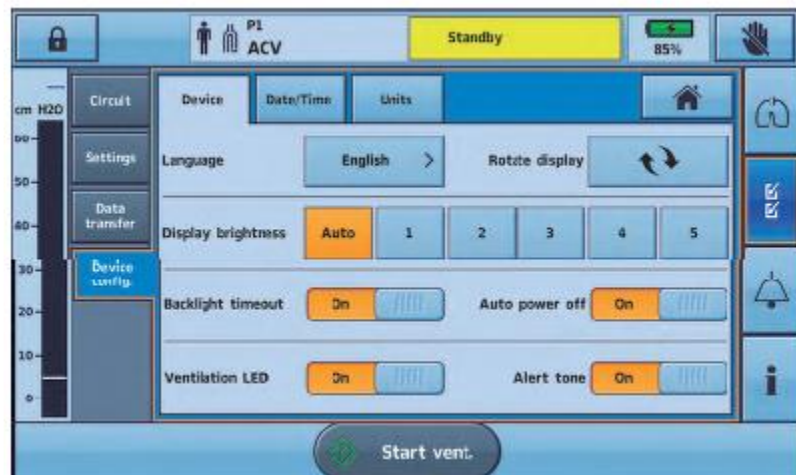 P1
ACV
Standby
85%
cm H2O
60
50
40
30
20
10
0
Circuit
Settings
Data
transfer
Device
config.
Device
Date/Time
Units
Language
English
Rotate display
Display brightness
Auto
1
2
3
4
5
Backlight timeout
On
Auto power off
On
Ventilation LED
On
Alert tone
On
i
Start vent.